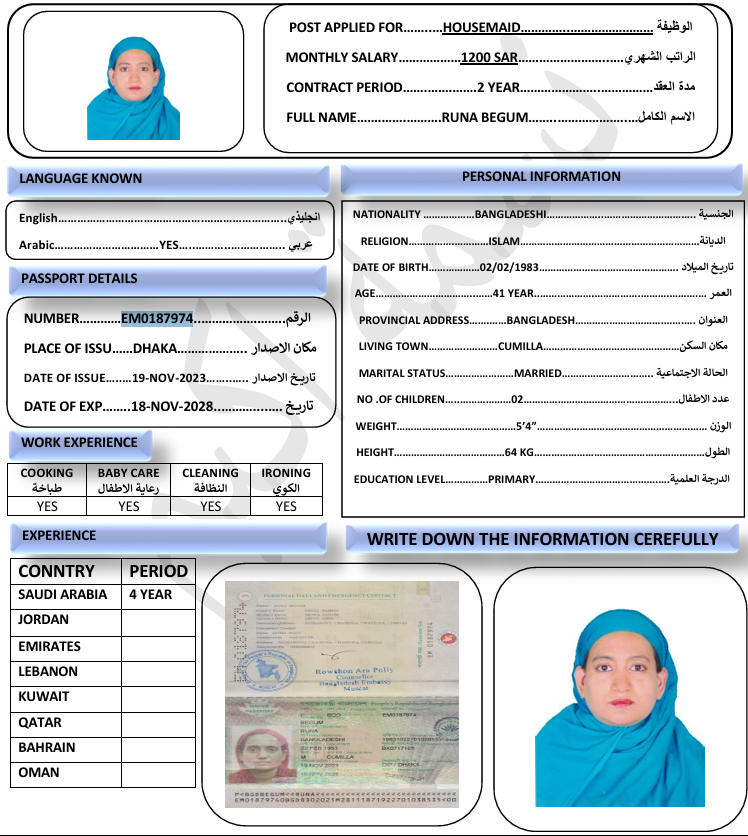 POST APPLIED FOR...........HOUSEMAID................................... الوظيفة
MONTHLY SALARY.................1200 SAR......................الراتب الشهري
CONTRACT PERIOD.....................2 YEAR.....................................مدة العقد
FULL NAME......................RUNA BEGUM.............................الاسم الكامل
LANGUAGE KNOWN
English..............................................................انجليذي
Arabic............................YES............................ عربي
PASSPORT DETAILS
NUMBER............EM0187974........................الرقم
PLACE OF ISSU......DHAKA.................. مكان الاصدار
DATE OF ISSUE.......19-NOV-2023........... تاريخ الاصدار
DATE OF EXP........18-NOV-2028................ تاريخ
WORK EXPERIENCE
COOKING طباخة BABY CARE رعاية الاطفال CLEANING النظافة IRONING الكوي
YES YES YES YES
PERSONAL INFORMATION
NATIONALITY .................BANGLADESHI........................................ الجنسية
RELIGION.......................ISLAM..........................................الديانة
DATE OF BIRTH.................02/02/1983...................................... تاريخ الميلاد
AGE.................................41 YEAR............................................. العمر
PROVINCIAL ADDRESS............BANGLADESH................................ العنوان
LIVING TOWN......................CUMILLA..................................مكان السكن
MARITAL STATUS....................MARRIED....................... الحالة الاجتماعية
NO .OF CHILDREN......................02.......................................عدد الاطفال
WEIGHT..................................5’4”........................................ الوزن
HEIGHT............................64 KG..........................................الطول
EDUCATION LEVEL........PRIMARY.................................الدرجة العلمية
EXPERIENCE
CONNTRY PERIOD
SAUDI ARABIA 4 YEAR
JORDAN
EMIRATES
LEBANON
KUWAIT
QATAR
BAHRAIN
OMAN
WRITE DOWN THE INFORMATION CEREFULLY
PERSONAL DATA AND EMERGENCY CONTACT
EM 0187974
Rowshon Ara Polly
Counsellor
Bangladesh Embassy
Muscat
BGD EM0187974
BEGUM
RUNA
BANGLADESHI
02 FEB 1983
CUMILLA
19 NOV 2023 DIP / DHAKA